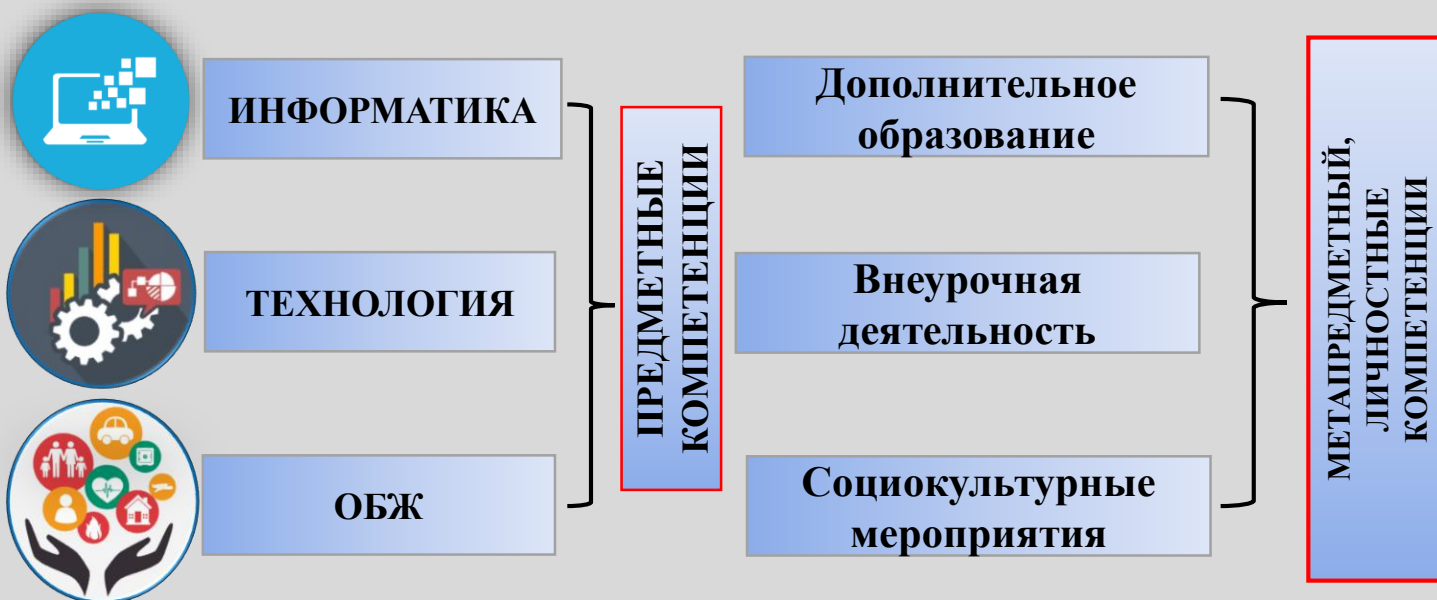 ИНФОРМАТИКА
ТЕХНОЛОГИЯ
ОБЖ
ПРЕДМЕТНЫЕ
КОМПЕТЕНЦИИ
Дополнительное
образование
Внеурочная
деятельность
Социокультурные
мероприятия
МЕТАПРЕДМЕТНЫЙ,
ЛИЧНОСТНЫЕ
КОМПЕТЕНЦИИ